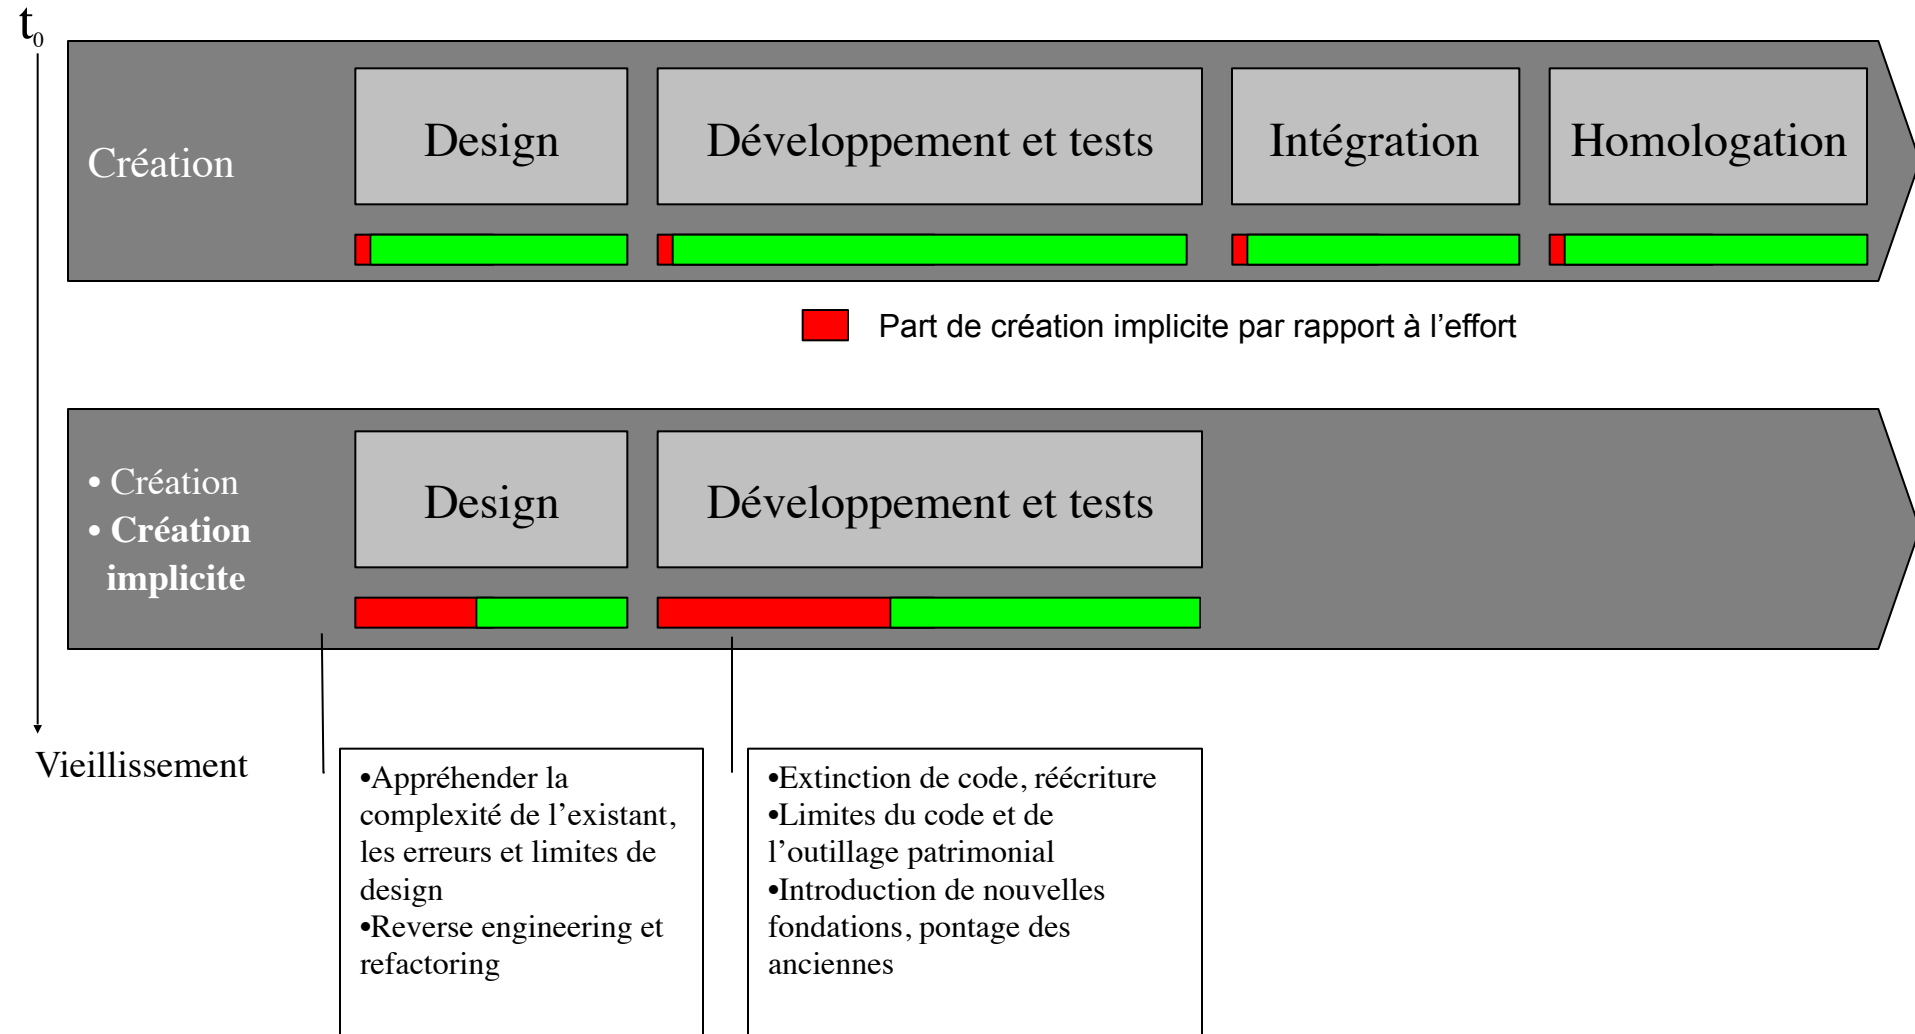 t0
Création
Design
Développement et tests
Intégration
Homologation
Part de création implicite par rapport à l’effort
• Création
• Création
implicite
Design
Développement et tests
Vieillissement
•Appréhender la
complexité de l’existant,
les erreurs et limites de
design
•Reverse engineering et
refactoring
•Extinction de code, réécriture
•Limites du code et de
l’outillage patrimonial
•Introduction de nouvelles
fondations, pontage des
anciennes